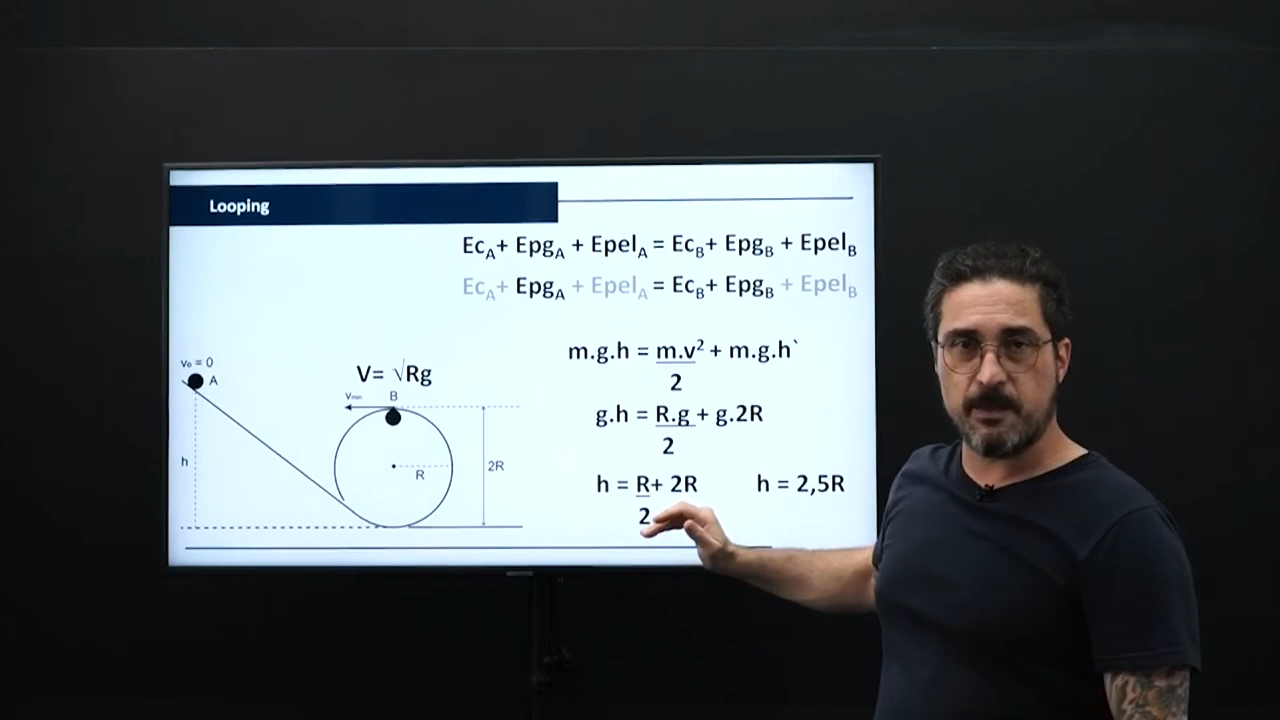 Looping
Ec_A + Epg_A + Epel_A = Ec_B + Epg_B + Epel_B
Ec_A + Epg_A + Epel_A = Ec_B + Epg_B + Epel_B
m.g.h = m.v² + m.g.h`
2
g.h = R.g + g.2R
2
h = R + 2R h = 2,5R
2
v₀ = 0
A
h
V= √Rg
Vmin B
R
2R